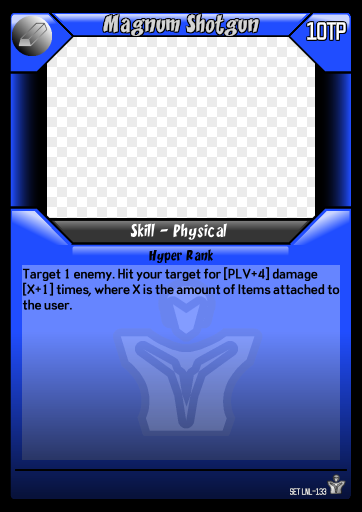 Magnum Shotgun
10TP
Skill - Physical
Hyper Rank
Target 1 enemy. Hit your target for [PLV+4] damage
[X+1] times, where X is the amount of Items attached to
the user.
SET LNL-133